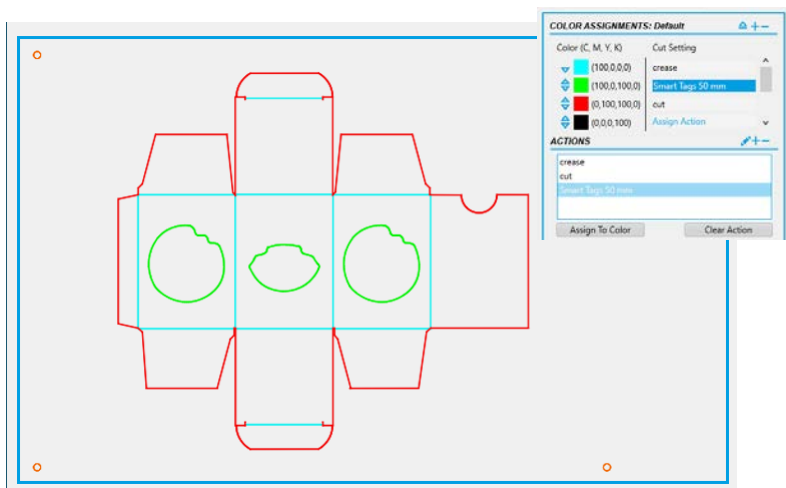 COLOR ASSIGNMENTS: Default
Color (C, M, Y, K) Cut Setting
(100,0,0,0) crease
(100,0,100,0) Smart Tags 50 mm
(0,100,100,0) cut
(0,0,0,100) Assign Action
ACTIONS
crease
cut
Smart Tags 50 mm
Assign To Color Clear Action